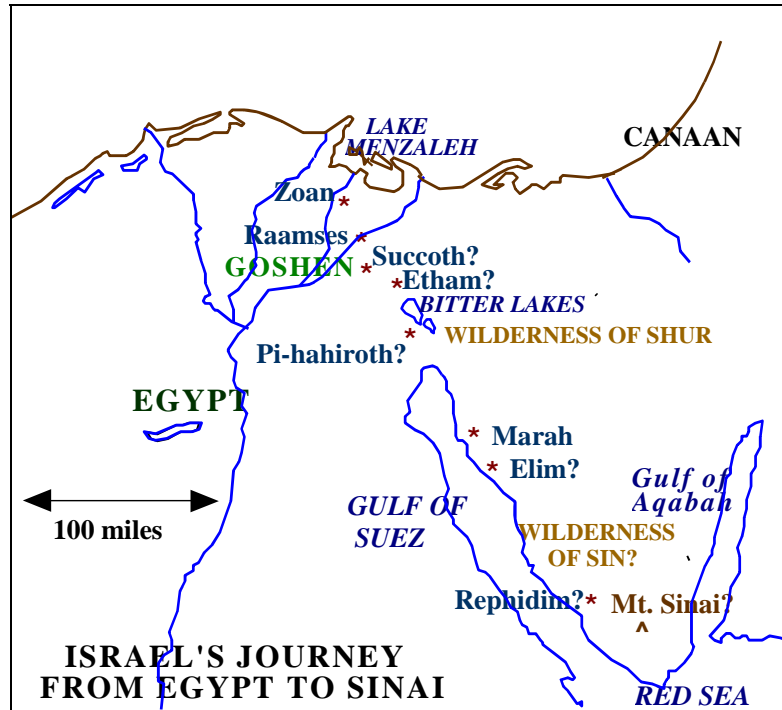 LAKE
MENZALEH
CANAAN
Zoan
Raamses
Succoth?
GOSHEN
Etham?
BITTER LAKES
WILDERNESS OF SHUR
Pi-hahiroth?
EGYPT
Marah
Elim?
Gulf of
Aqabah
100 miles
GULF OF
SUEZ
WILDERNESS
OF SIN?
Rephidim?
Mt. Sinai?
ISRAEL'S JOURNEY
FROM EGYPT TO SINAI
RED SEA